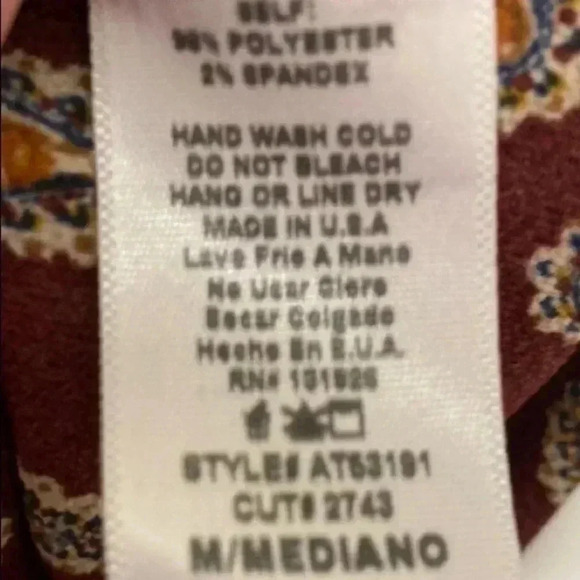 SELF:
98% POLYESTER
2% SPANDEX
HAND WASH COLD
DO NOT BLEACH
HANG OR LINE DRY
MADE IN U.S.A
Lave Frio A Mano
No Usar Cloro
Secar Colgado
Hecho En E.U.A.
RN# 131926
STYLE# AT53191
CUT# 2743
M/MEDIANO